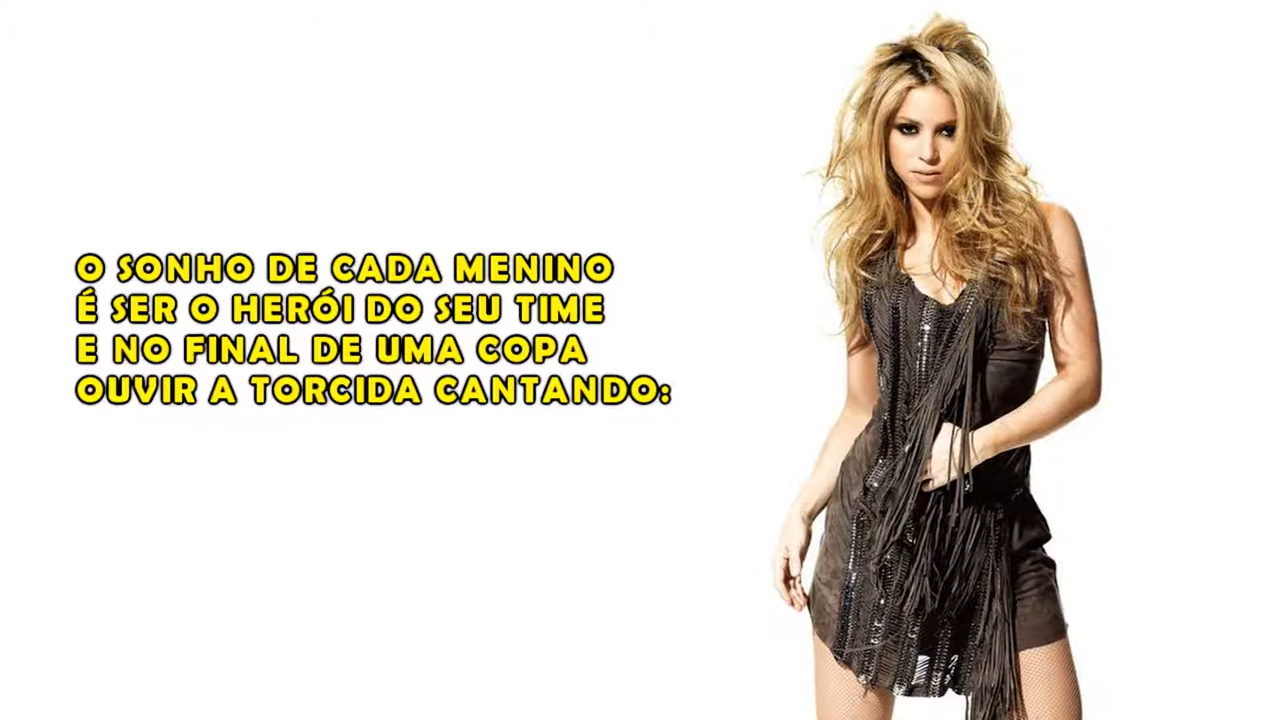 O SONHO DE CADA MENINO
É SER O HERÓI DO SEU TIME
E NO FINAL DE UMA COPA
OUVIR A TORCIDA CANTANDO: